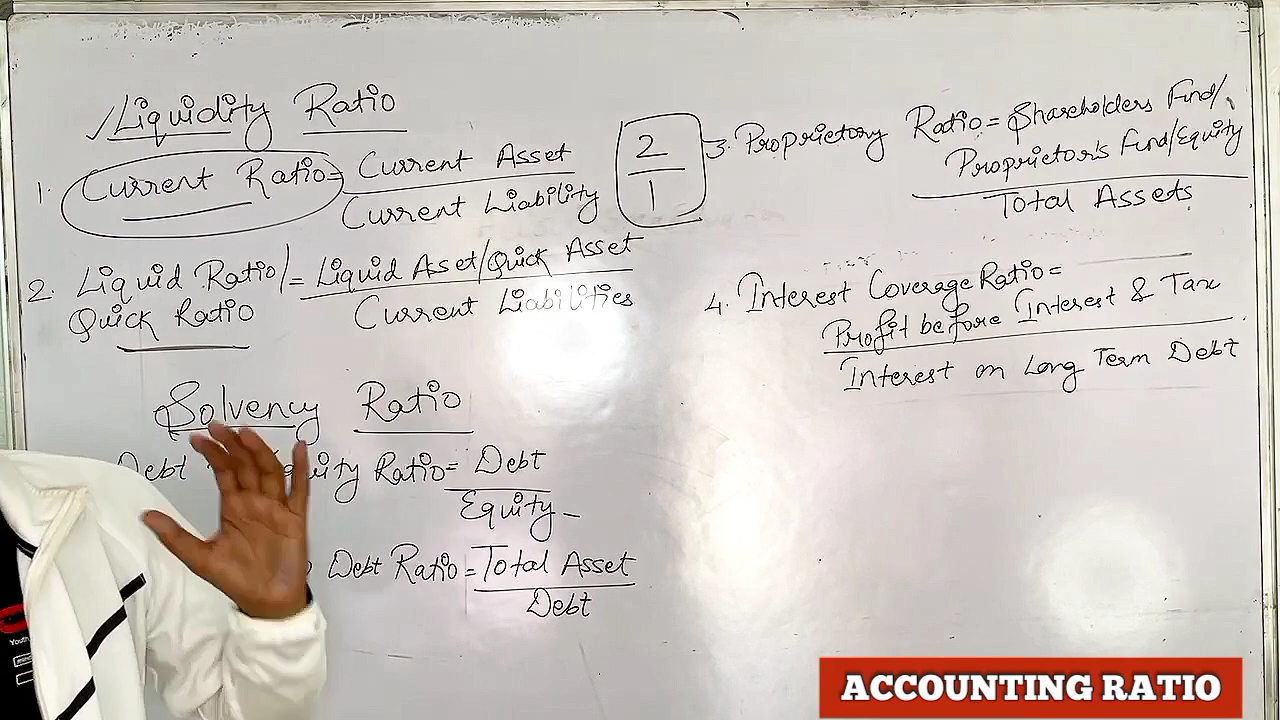 Liquidity Ratio
1. Current Ratio = Current Asset
Current Liability
2
1
2. Liquid Ratio/ = Liquid Asset/Quick Asset
Quick Ratio
Current Liabilities
Solvency Ratio
Debt Equity Ratio = Debt
Equity
Debt Ratio = Total Asset
Debt
3. Proprietory Ratio = Shareholders Fund/
Proprietor's Fund/Equity
Total Assets
4. Interest Coverage Ratio =
Profit before Interest & Tax
Interest on Long Term Debt
Youth
ACCOUNTING RATIO